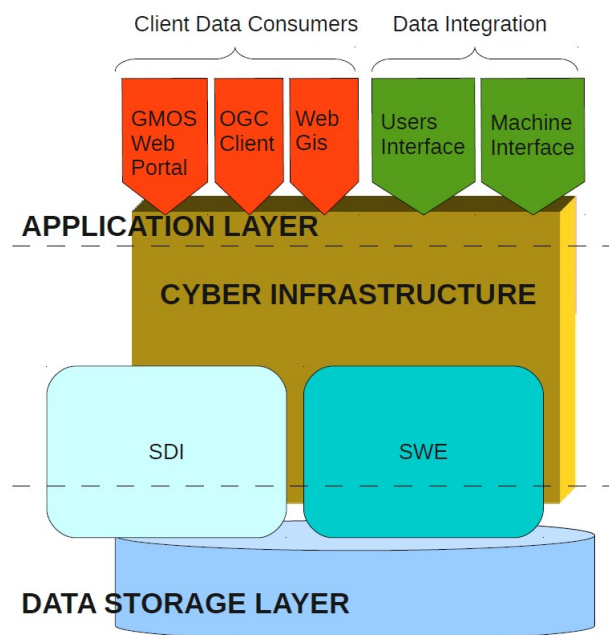 Client Data Consumers
Data Integration
GMOS
Web
Portal
OGC
Client
Web
Gis
Users
Interface
Machine
Interface
APPLICATION LAYER
CYBER INFRASTRUCTURE
SDI
SWE
DATA STORAGE LAYER